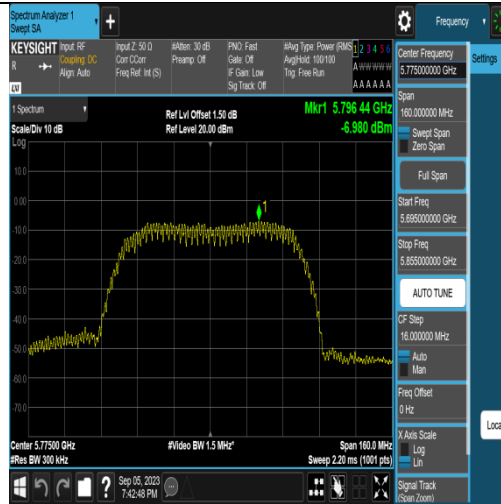 Spectrum Analyzer 1
Swept SA
Frequency
KEYSIGHT
R
LXI
Input: RF
Coupling: DC
Align: Auto
Input Z: 50 Ω
Corr CCorr
Freq Ref: Int (S)
#Atten: 30 dB
Preamp: Off
PNO: Fast
Gate: Off
IF Gain: Low
Sig Track: Off
#Avg Type: Power (RMS
Avg|Hold: 100/100
Trig: Free Run
1 2 3 4 5 6
A W W W W W
A A A A A A
1 Spectrum
Scale/Div 10 dB
Ref Lvl Offset 1.50 dB
Ref Level 20.00 dBm
Mkr1 5.796 44 GHz
-6.980 dBm
Log
10.0
0.00
-10.0
-20.0
-30.0
-40.0
-50.0
-60.0
-70.0
1
Center 5.77500 GHz
#Res BW 300 kHz
#Video BW 1.5 MHz*
Span 160.0 MHz
Sweep 2.20 ms (1001 pts)
Sep 05, 2023
7:42:48 PM
Center Frequency
5.775000000 GHz
Span
160.000000 MHz
Swept Span
Zero Span
Full Span
Start Freq
5.695000000 GHz
Stop Freq
5.855000000 GHz
AUTO TUNE
CF Step
16.000000 MHz
Auto
Man
Freq Offset
0 Hz
X Axis Scale
Log
Lin
Signal Track
(Span Zoom)
Settings
Loca